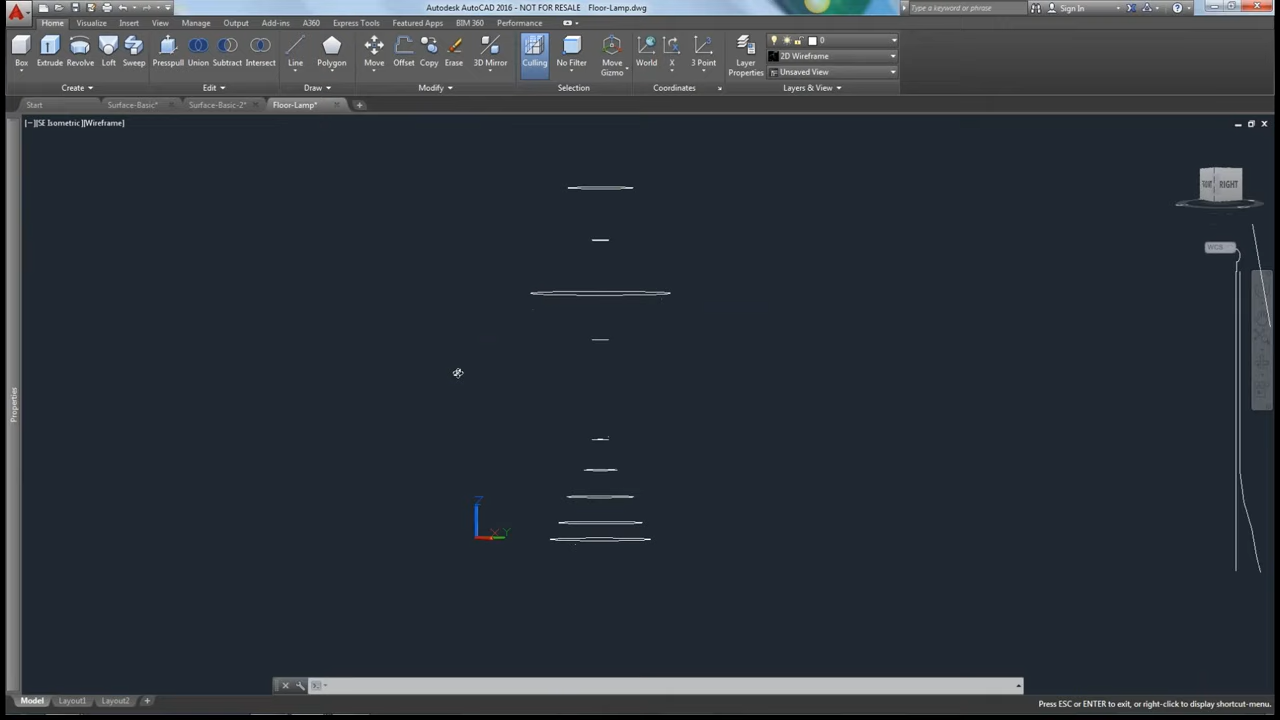 Autodesk AutoCAD 2016 - NOT FOR RESALE Floor-Lamp.dwg
Type a keyword or phrase
Sign In
Home Visualize Insert View Manage Output Add-ins A360 Express Tools Featured Apps BIM 360 Performance
Box Extrude Revolve Loft Sweep Presspull Union Subtract Intersect Line Polygon Move Offset Copy Erase 3D Mirror Culling No Filter Move Gizmo World X 3 Point Layer Properties
0
2D Wireframe
Unsaved View
Create Edit Draw Modify Selection Coordinates Layers & View
Start Surface-Basic* Surface-Basic-2* Floor-Lamp*
[−][SE Isometric][Wireframe]
RIGHT
WCS
Properties
Z
X Y
Model Layout1 Layout2
Press ESC or ENTER to exit, or right-click to display shortcut-menu.